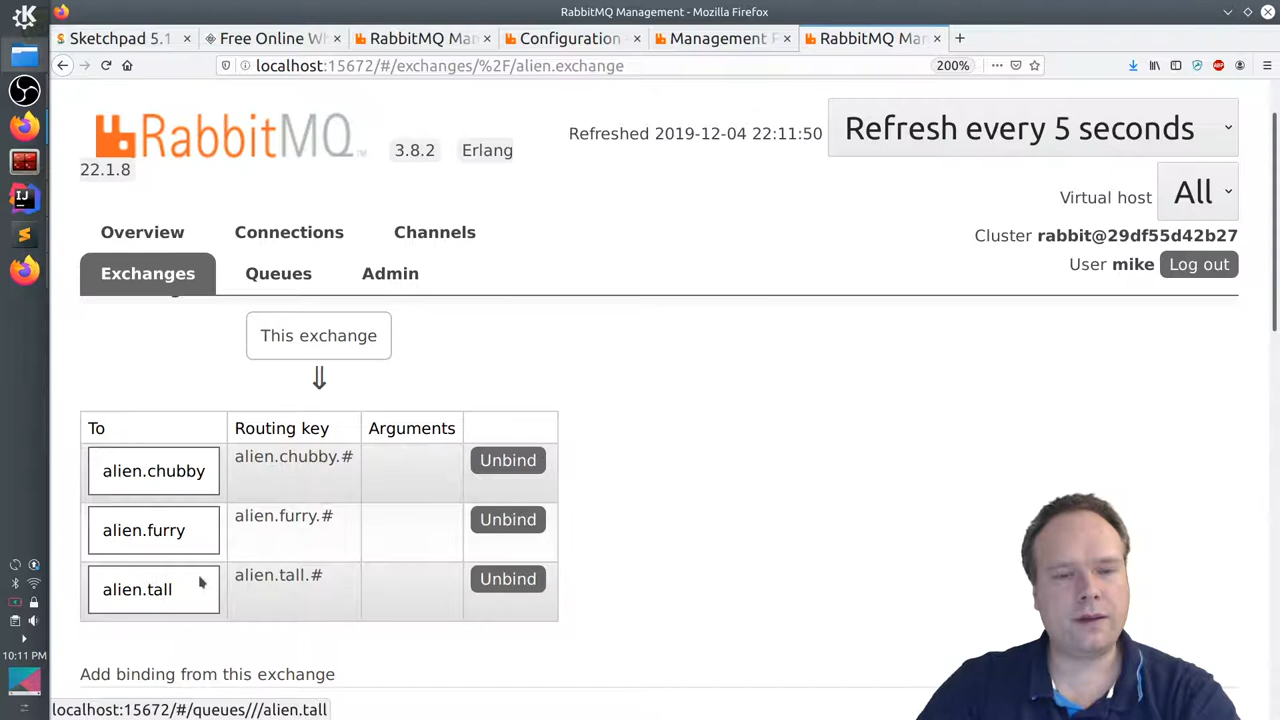 RabbitMQ Management - Mozilla Firefox
Sketchpad 5.1
Free Online Wh
RabbitMQ Man
Configuration
Management P
RabbitMQ Man
localhost:15672/#/exchanges/%2F/alien.exchange
200%
RabbitMQ TM 3.8.2 Erlang
22.1.8
Refreshed 2019-12-04 22:11:50
Refresh every 5 seconds
Virtual host All
Cluster rabbit@29df55d42b27
User mike Log out
Overview Connections Channels
Exchanges Queues Admin
This exchange
⇓
To Routing key Arguments
alien.chubby alien.chubby.# Unbind
alien.furry alien.furry.# Unbind
alien.tall alien.tall.# Unbind
Add binding from this exchange
10:11 PM
localhost:15672/#/queues///alien.tall